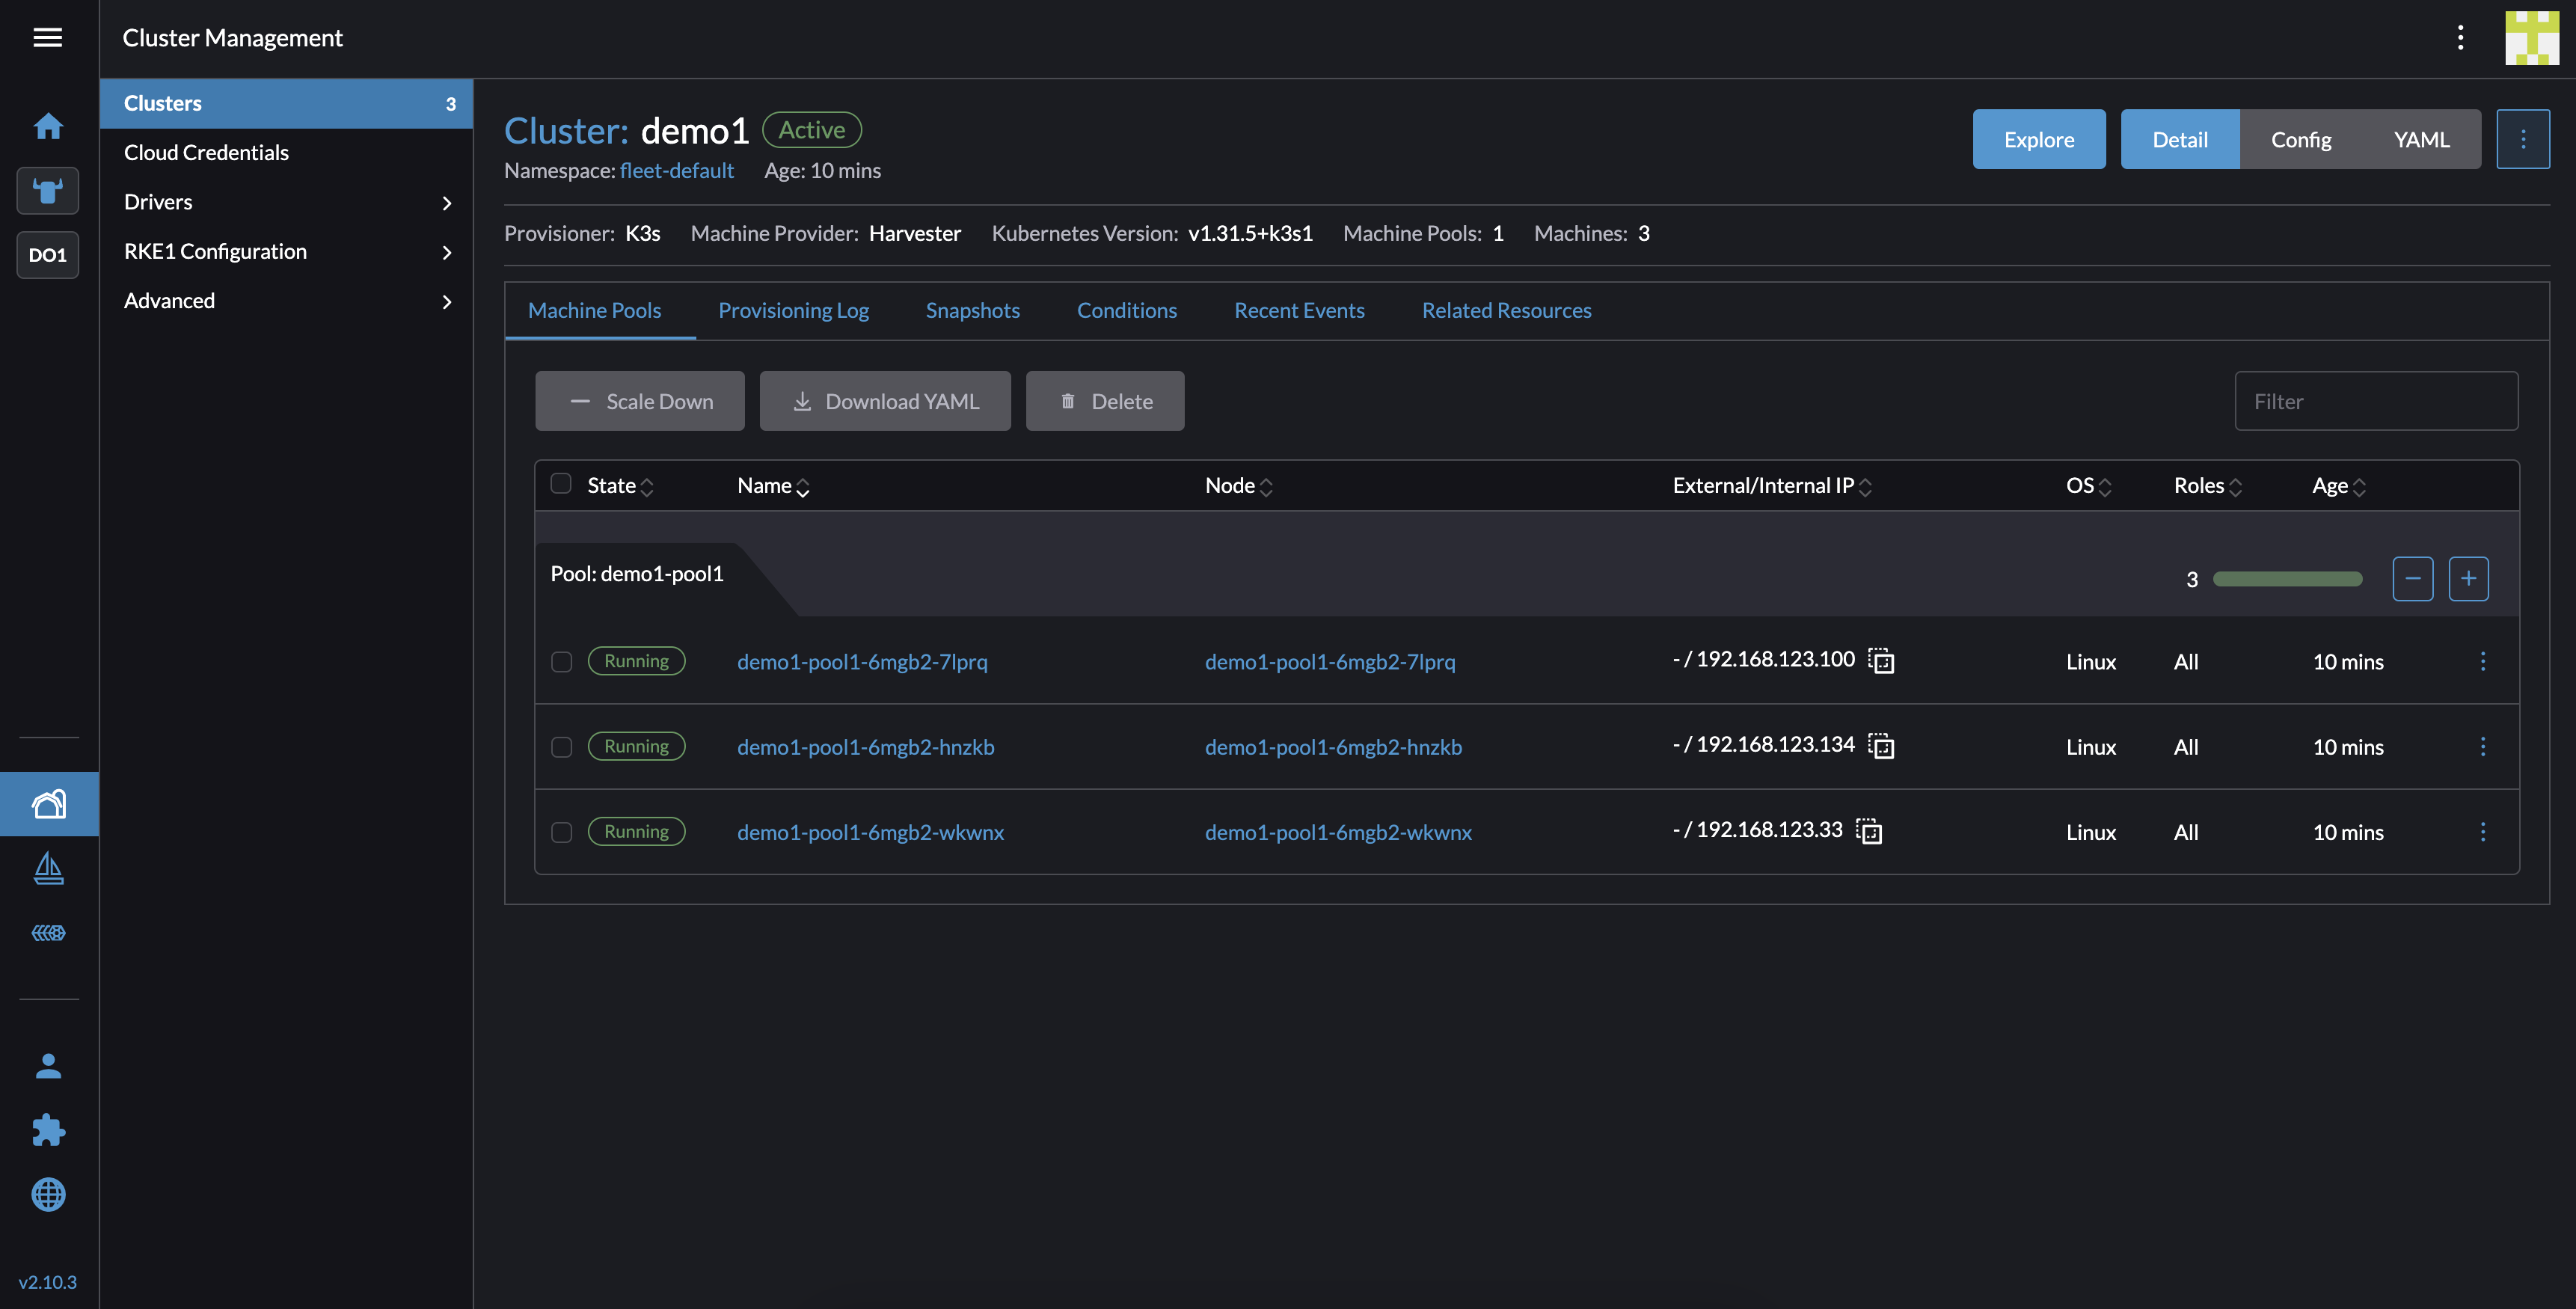 Cluster Management
Clusters 3
Cloud Credentials
Drivers
RKE1 Configuration
Advanced
DO1
v2.10.3
Cluster: demo1 Active
Namespace: fleet-default Age: 10 mins
Explore Detail Config YAML
Provisioner: K3s Machine Provider: Harvester Kubernetes Version: v1.31.5+k3s1 Machine Pools: 1 Machines: 3
Machine Pools Provisioning Log Snapshots Conditions Recent Events Related Resources
Scale Down Download YAML Delete Filter
State Name Node External/Internal IP OS Roles Age
Pool: demo1-pool1 3
Running demo1-pool1-6mgb2-7lprq demo1-pool1-6mgb2-7lprq - / 192.168.123.100 Linux All 10 mins
Running demo1-pool1-6mgb2-hnzkb demo1-pool1-6mgb2-hnzkb - / 192.168.123.134 Linux All 10 mins
Running demo1-pool1-6mgb2-wkwnx demo1-pool1-6mgb2-wkwnx - / 192.168.123.33 Linux All 10 mins